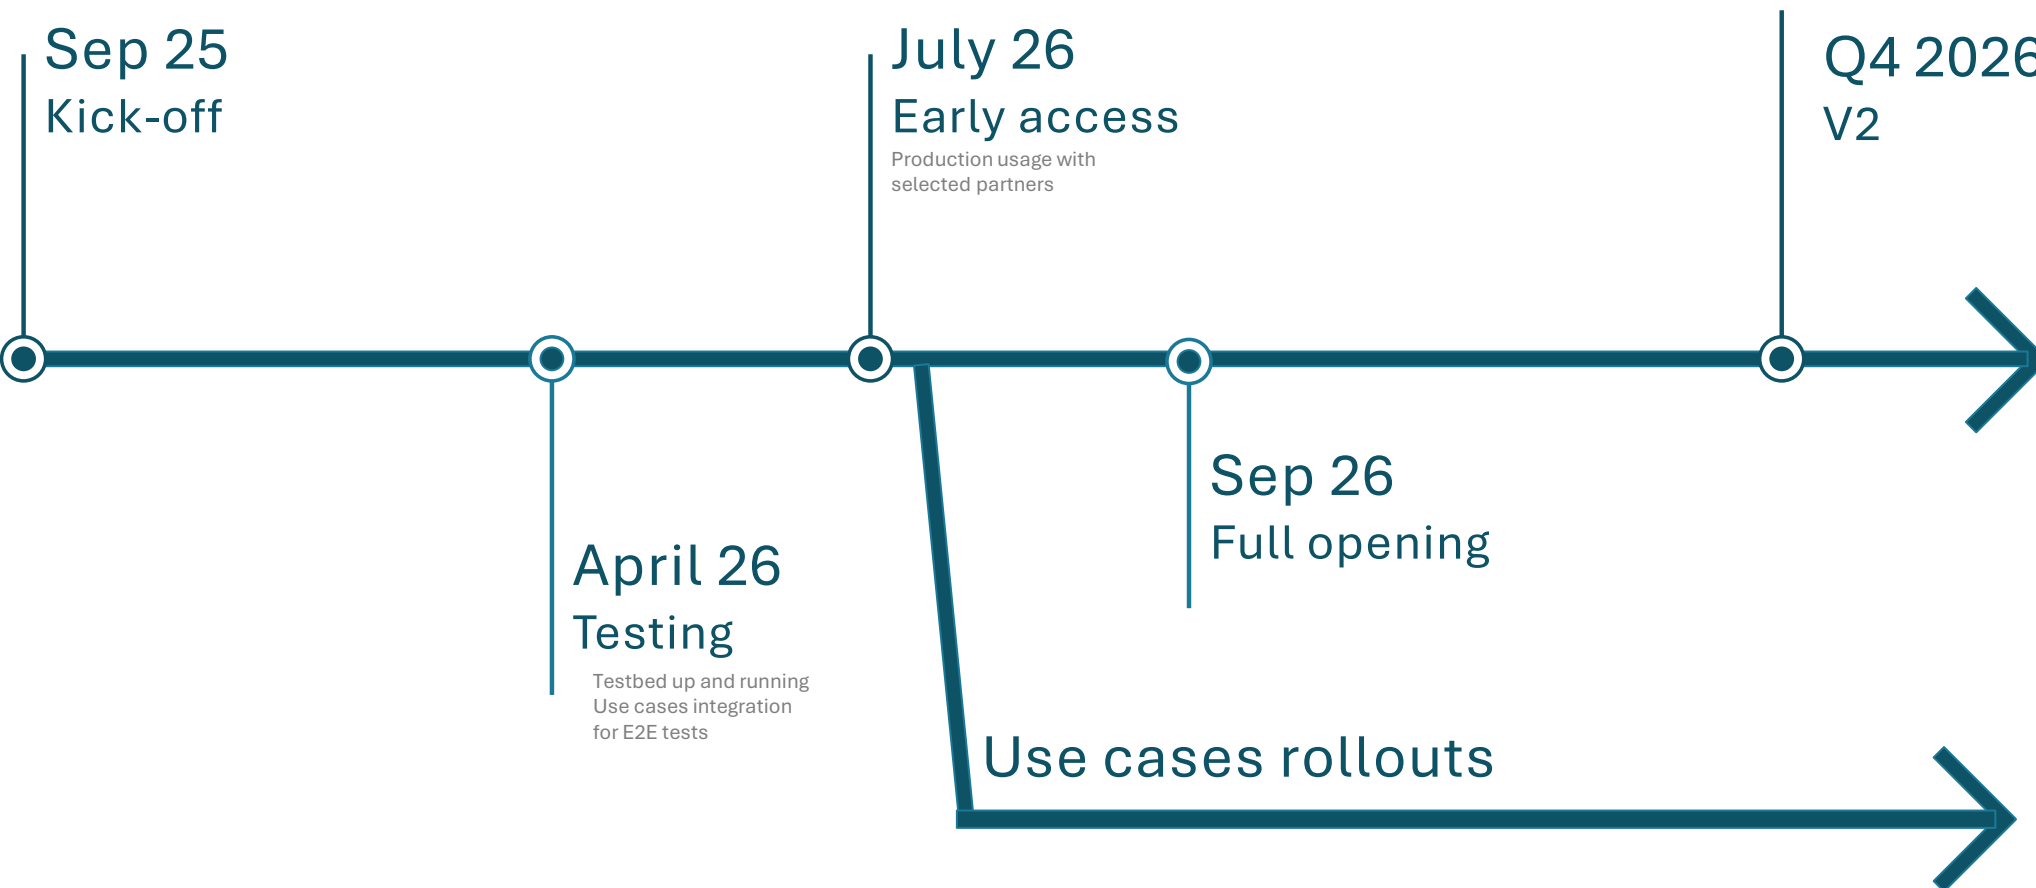 Sep 25
Kick-off
July 26
Early access
Production usage with
selected partners
Q4 2026
V2
April 26
Testing
Testbed up and running
Use cases integration
for E2E tests
Sep 26
Full opening
Use cases rollouts